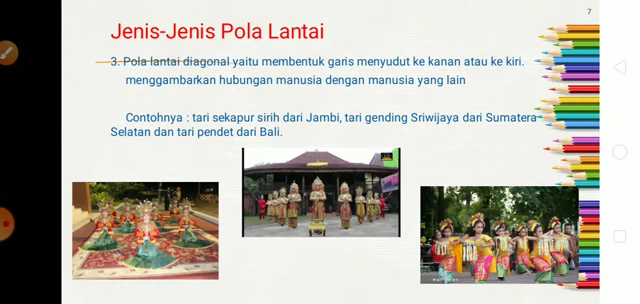 7
Jenis-Jenis Pola Lantai
3. Pola lantai diagonal yaitu membentuk garis menyudut ke kanan atau ke kiri.
menggambarkan hubungan manusia dengan manusia yang lain
Contohnya : tari sekapur sirih dari Jambi, tari gending Sriwijaya dari Sumatera
Selatan dan tari pendet dari Bali.